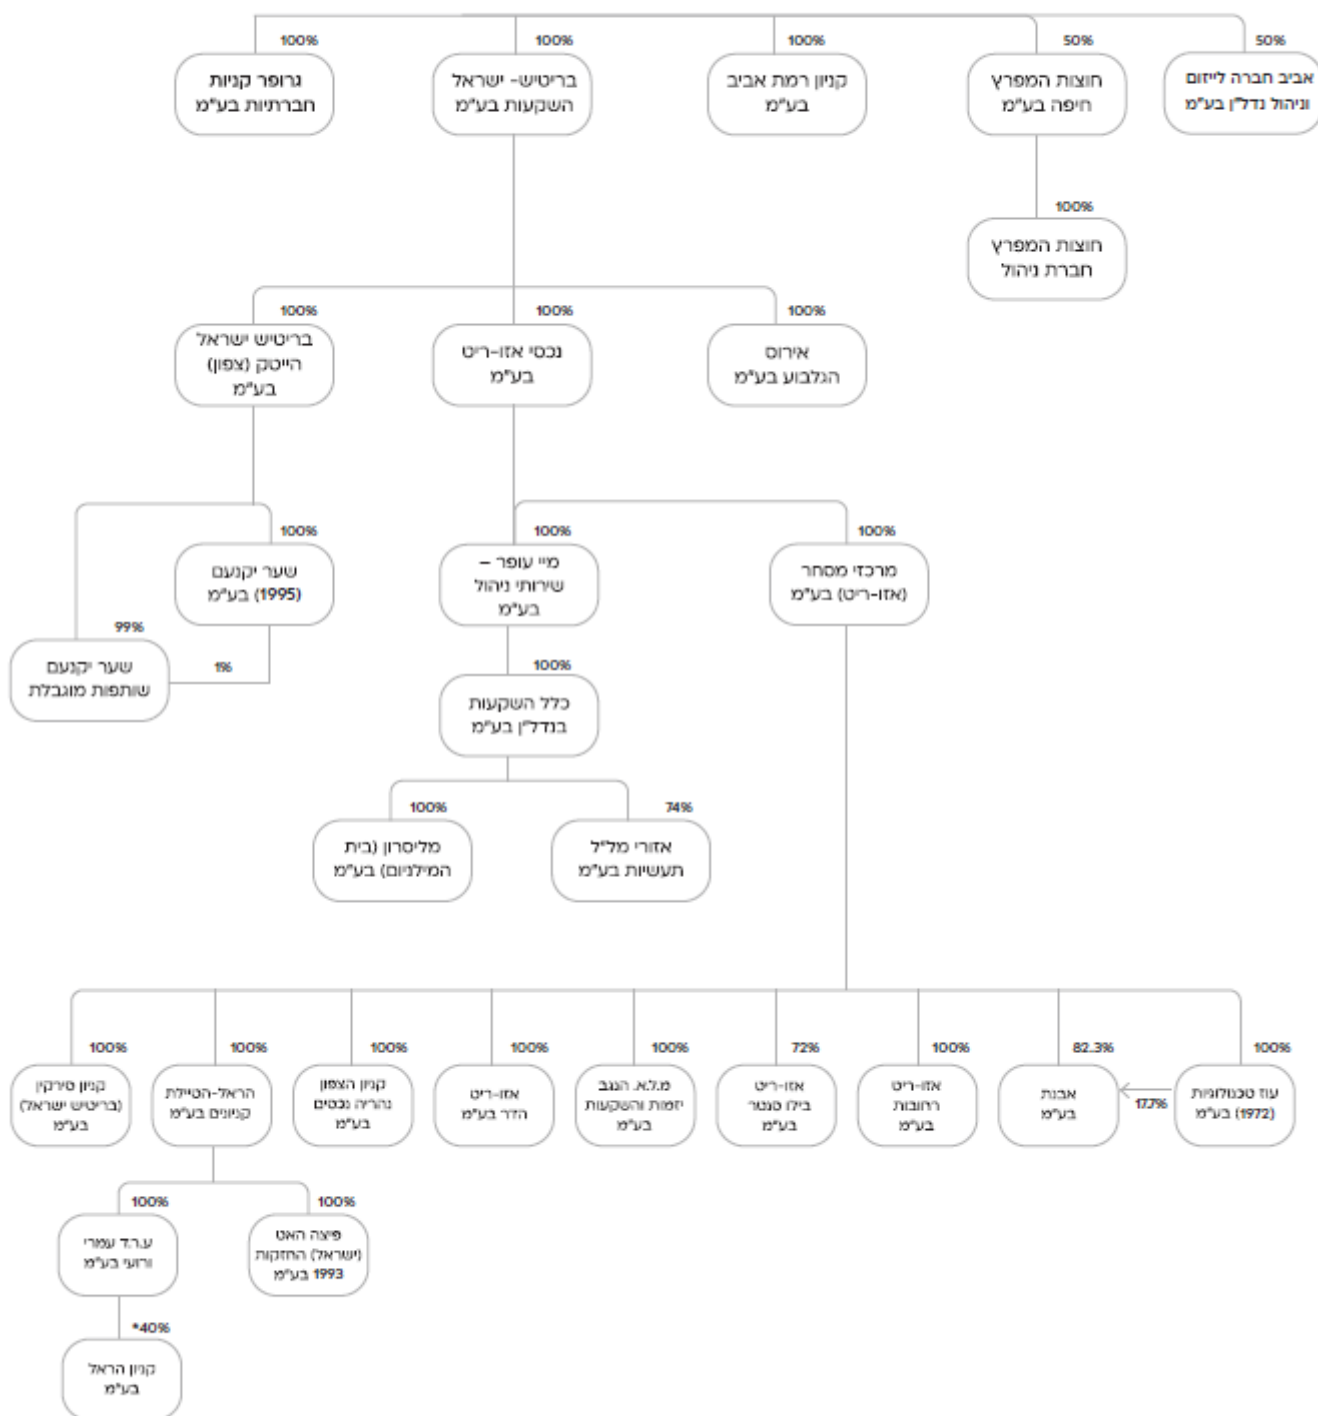 50%
אביב חברה לייזום
וניהול נדל"ן בע"מ
50%
חוצות המפרץ
חיפה בע"מ
100%
קניון רמת אביב
בע"מ
100%
בריטיש- ישראל
השקעות בע"מ
100%
גרופר קניות
חברתיות בע"מ
100%
חוצות המפרץ
חברת ניהול
100%
אירוס
הגלבוע בע"מ
100%
נכסי אזו-ריט
בע"מ
100%
בריטיש ישראל
הייטק (צפון)
בע"מ
100%
מרכזי מסחר
(אזו-ריט) בע"מ
100%
מיי עופר –
שירותי ניהול
בע"מ
100%
שער יקנעם
(1995) בע"מ
99%
שער יקנעם
שותפות מוגבלת
1%
100%
כלל השקעות
בנדל"ן בע"מ
74%
אזורי מל"ל
תעשיות בע"מ
100%
מליסרון (בית
המילניום) בע"מ
100%
עוז טכנולוגיות
(1972) בע"מ
17.7%
82.3%
אבנת
בע"מ
100%
אזו-ריט
רחובות
בע"מ
72%
אזו-ריט
בילו סנטר
בע"מ
100%
מ.ל.א. הנגב
יזמות והשקעות
בע"מ
100%
אזו-ריט
הדר בע"מ
100%
קניון הצפון
נהריה נכסים
בע"מ
100%
הראל-הטיילת
קניונים בע"מ
100%
קניון סירקין
(בריטיש ישראל)
בע"מ
100%
פיצה האט
(ישראל) החזקות
1993 בע"מ
100%
ע.ר.ד עמרי
ורועי בע"מ
*40%
קניון הראל
בע"מ